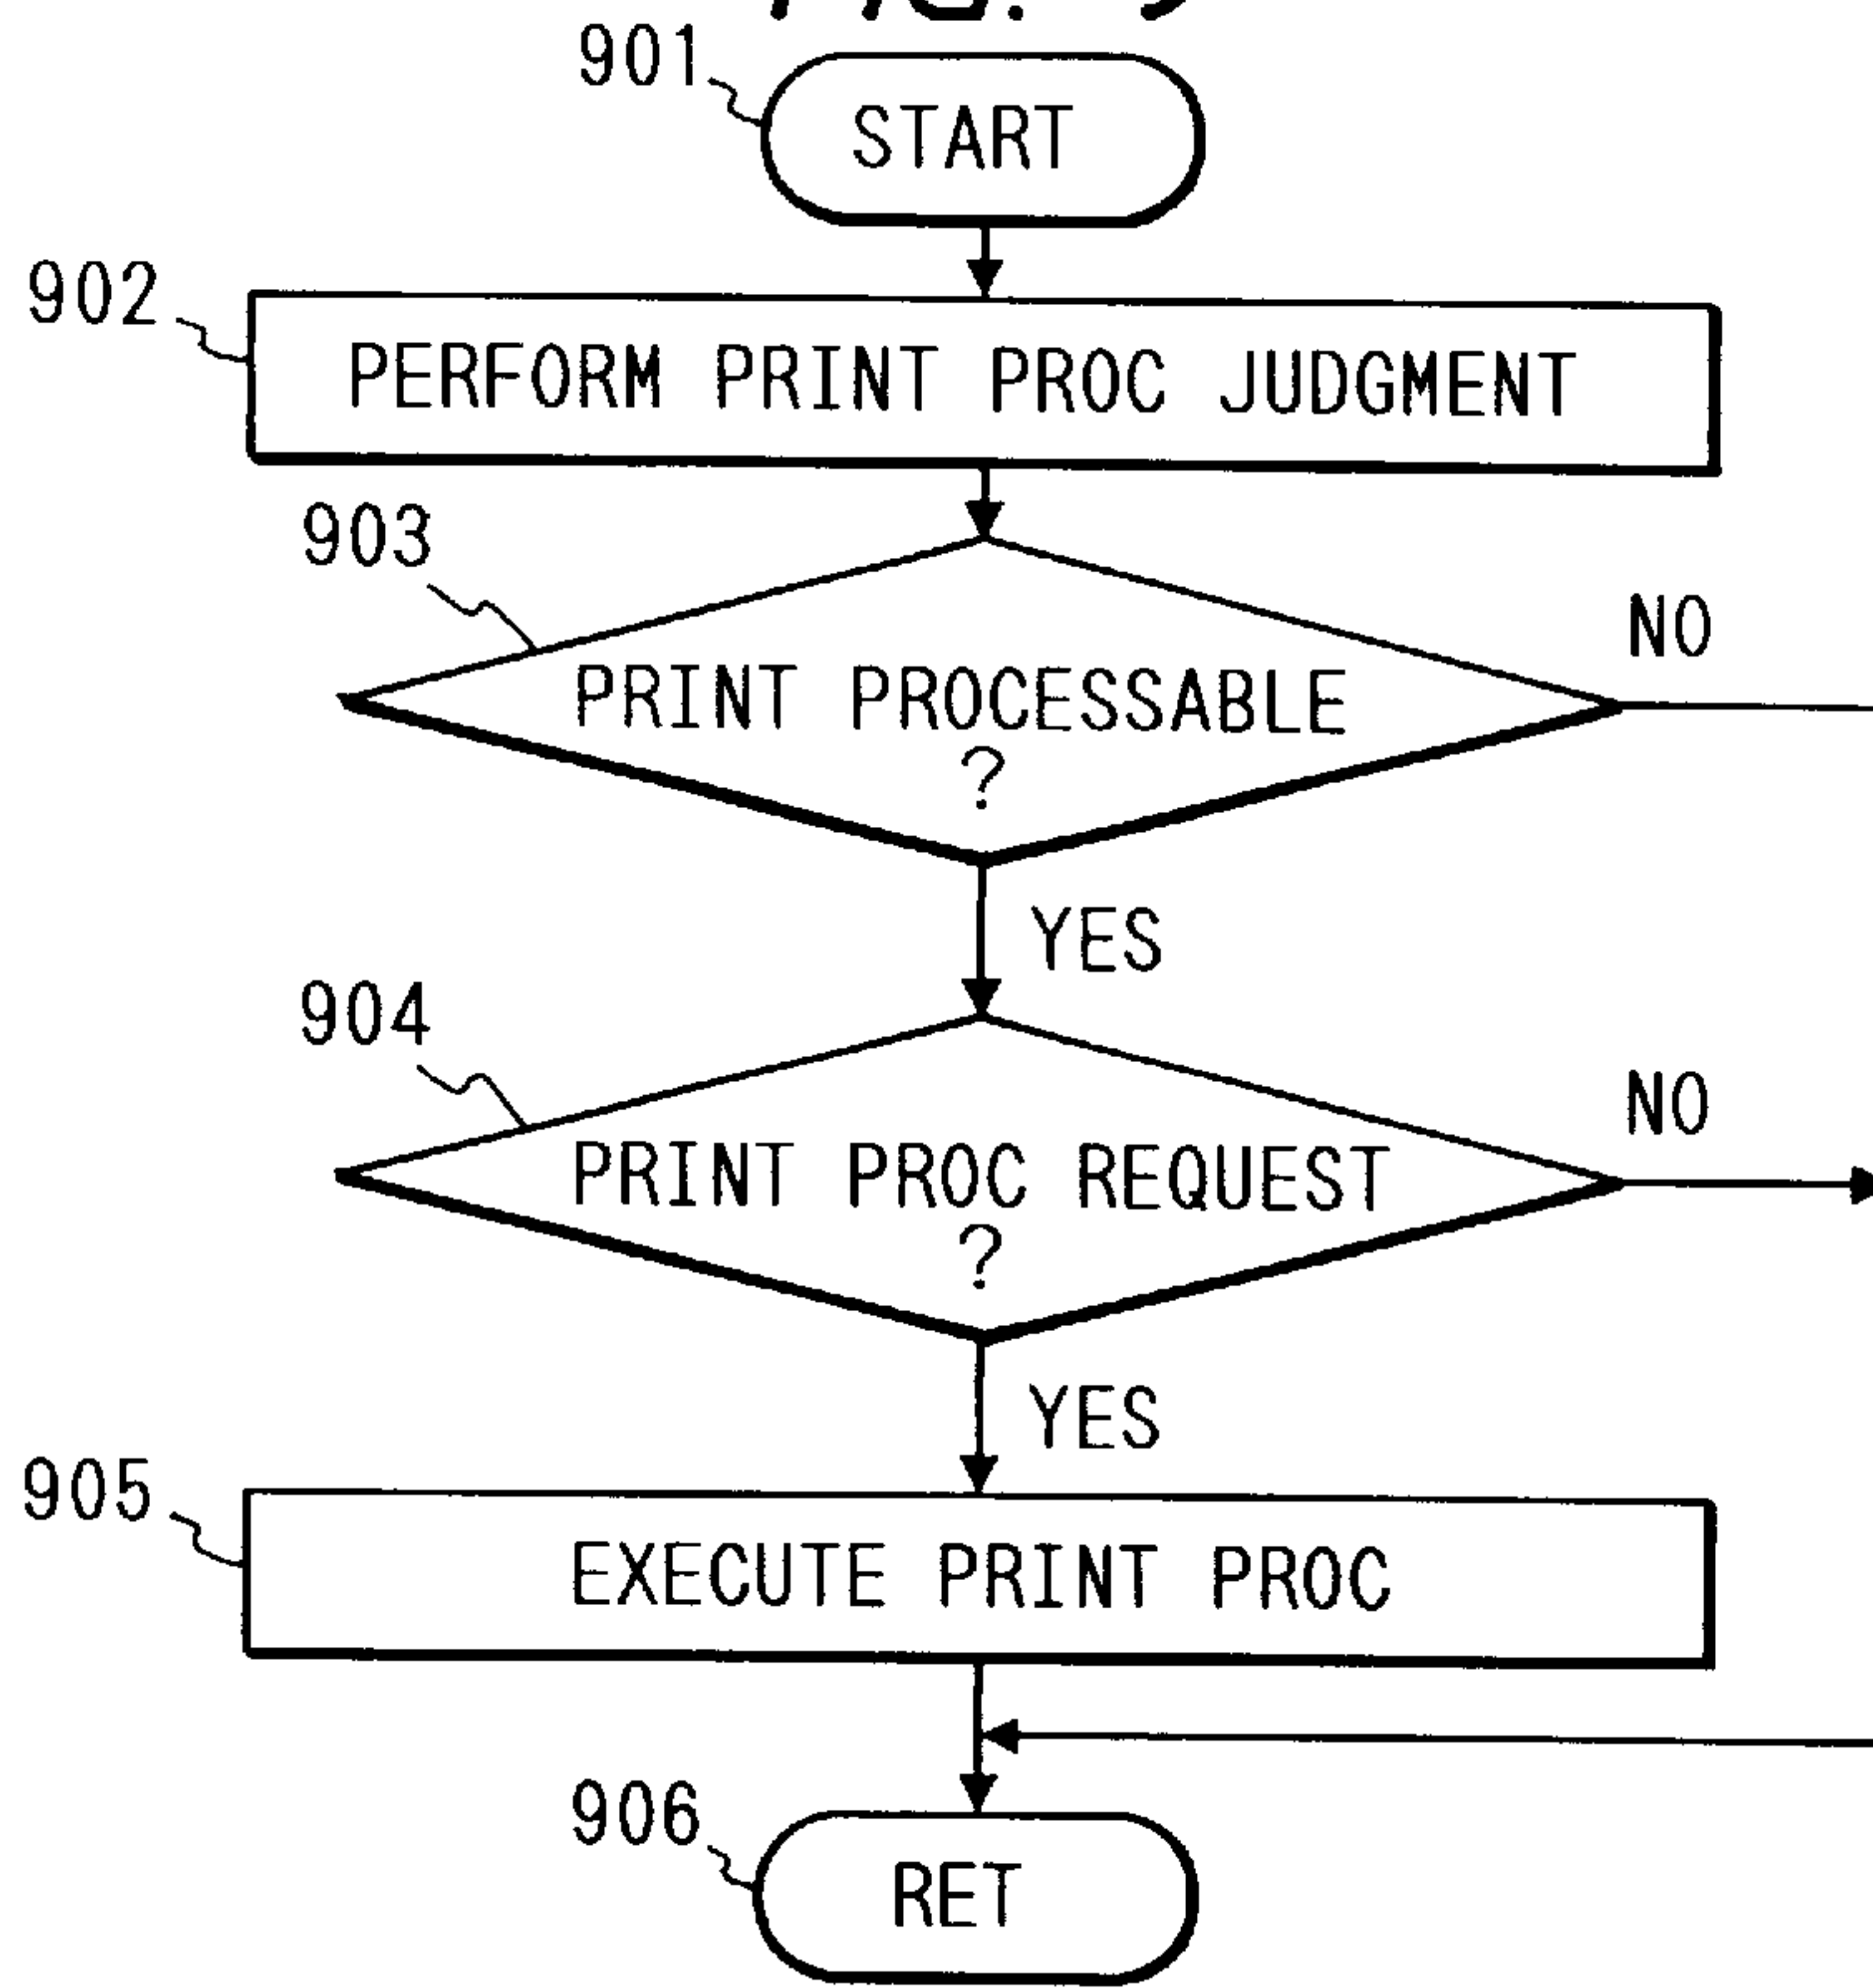 901
START
902
PERFORM PRINT PROC JUDGMENT
903
NO
PRINT PROCESSABLE
?
YES
904
NO
PRINT PROC REQUEST
?
YES
905
EXECUTE PRINT PROC
906
RET